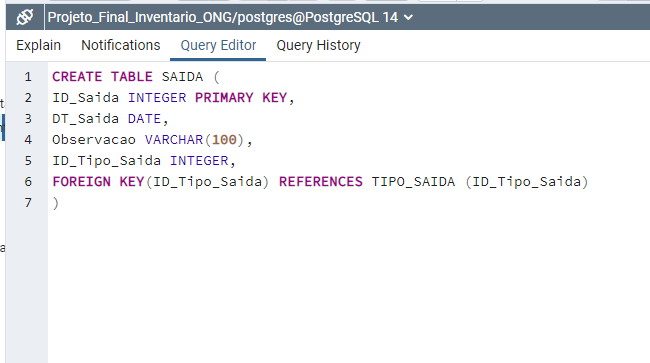 Projeto_Final_Inventario_ONG/postgres@PostgreSQL 14
Explain Notifications Query Editor Query History
1 CREATE TABLE SAIDA (
2 ID_Saida INTEGER PRIMARY KEY,
3 DT_Saida DATE,
4 Observacao VARCHAR(100),
5 ID_Tipo_Saida INTEGER,
6 FOREIGN KEY(ID_Tipo_Saida) REFERENCES TIPO_SAIDA (ID_Tipo_Saida)
7 )